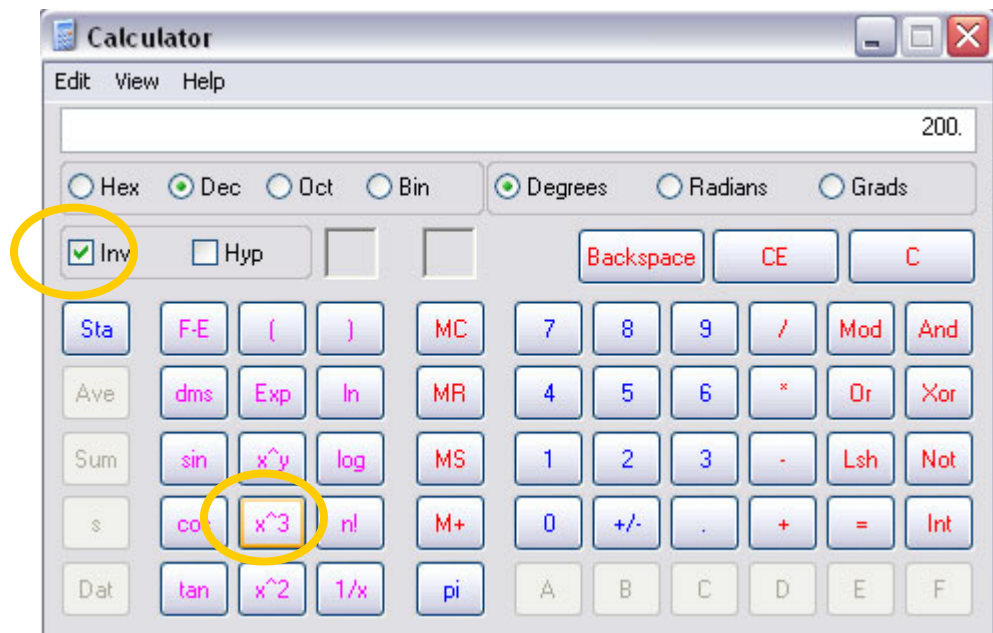 Calculator
Edit View Help
200.
Hex Dec Oct Bin Degrees Radians Grads
Inv Hyp Backspace CE C
Sta F-E ( ) MC 7 8 9 / Mod And
Ave dms Exp ln MR 4 5 6 * Or Xor
Sum sin x^y log MS 1 2 3 - Lsh Not
s cos x^3 n! M+ 0 +/- . + = Int
Dat tan x^2 1/x pi A B C D E F